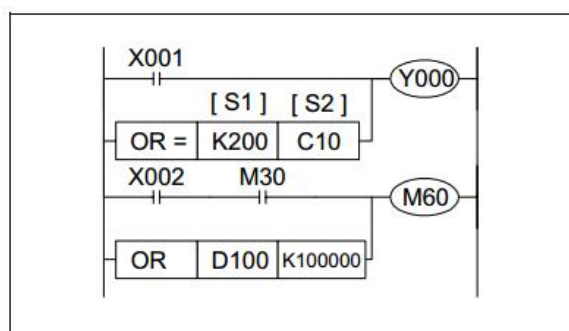 X001
Y000
[ S1 ] [ S2 ]
OR = K200 C10
X002 M30
M60
OR D100 K100000